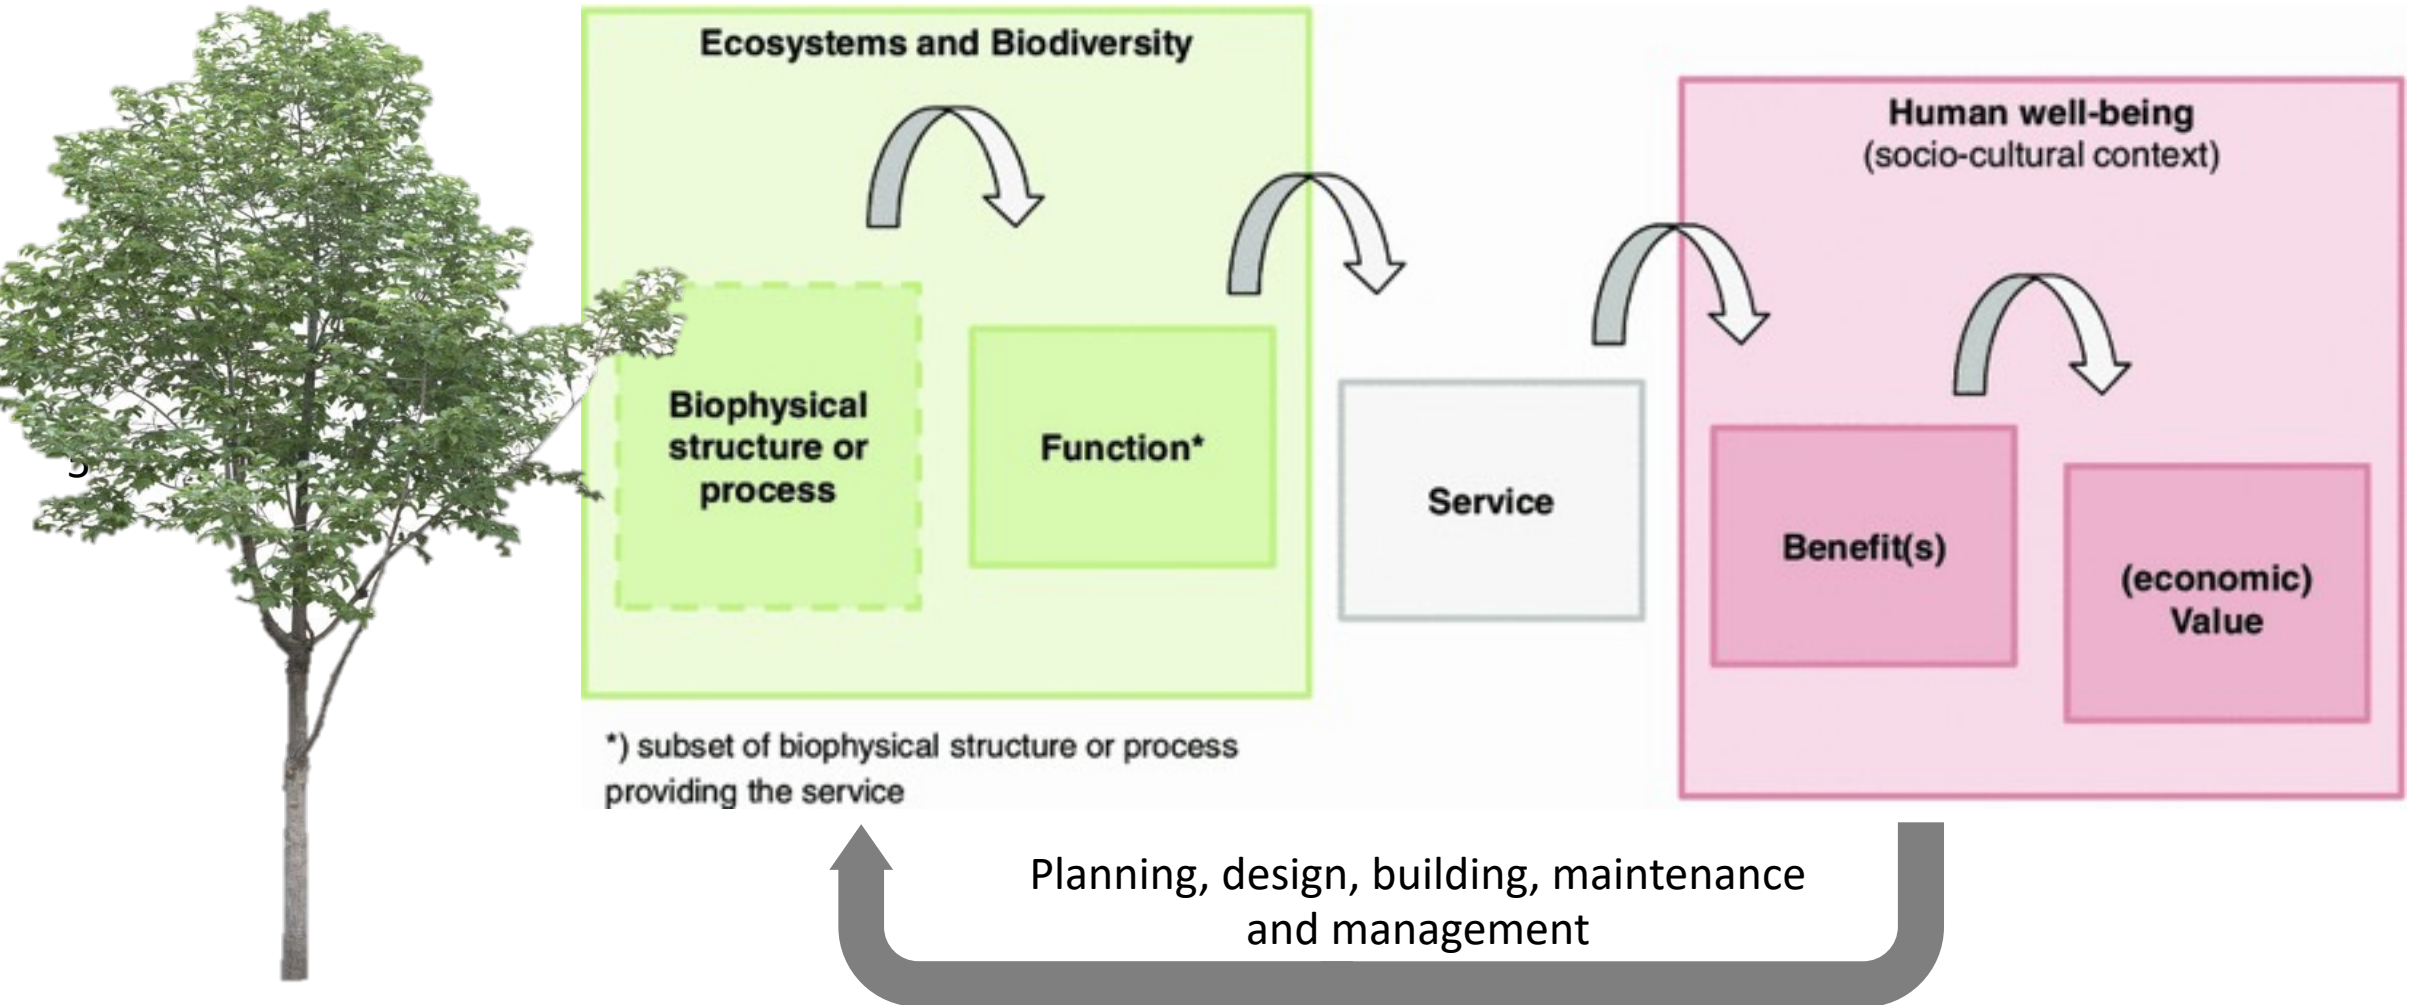 Ecosystems and Biodiversity
Human well-being
(socio-cultural context)
Biophysical
structure or
process
Function*
Service
Benefit(s)
(economic)
Value
*) subset of biophysical structure or process
providing the service
Planning, design, building, maintenance
and management